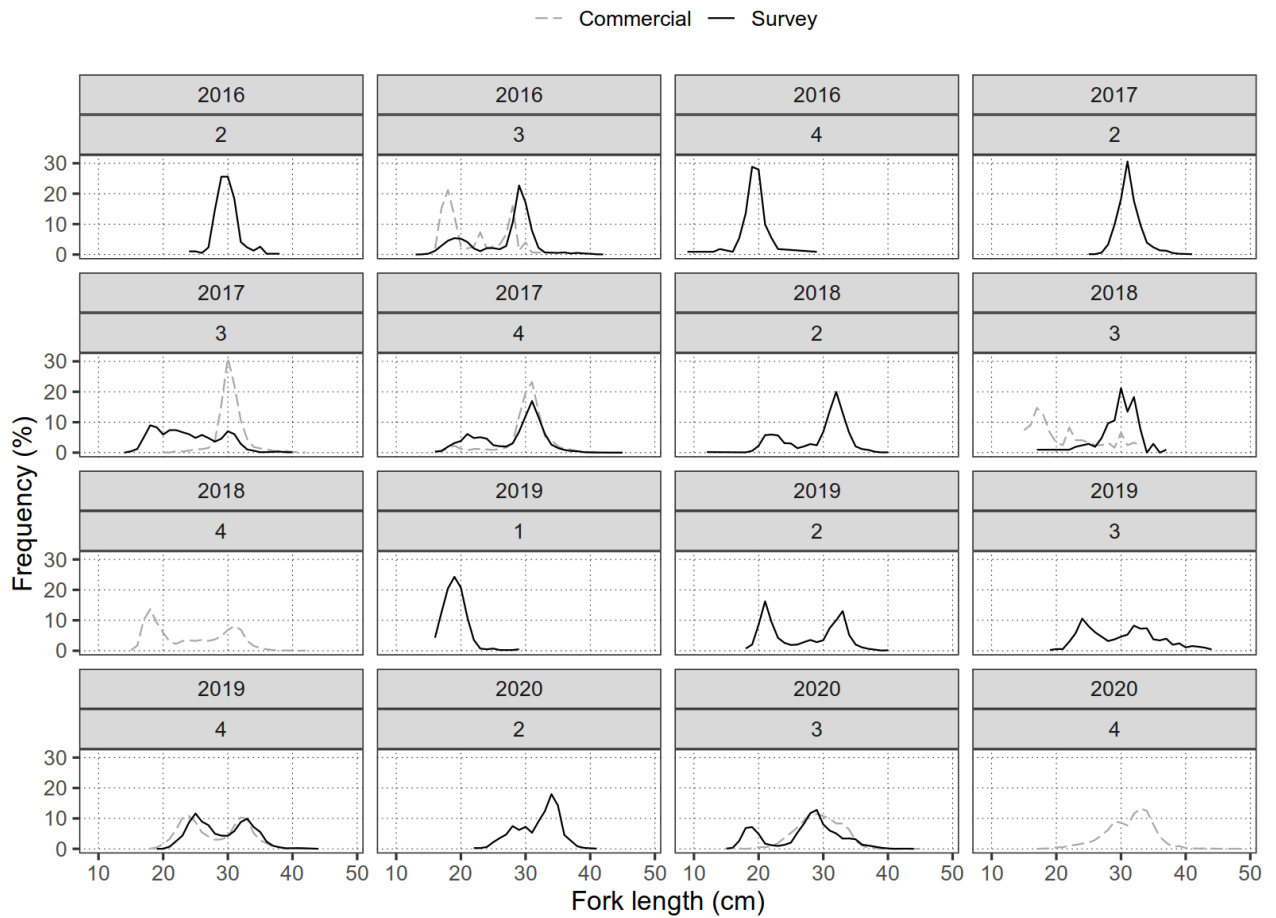 Commercial Survey
2016 2016 2016 2017
2 3 4 2
30
20
10
0
2017 2017 2018 2018
3 4 2 3
30
20
10
0
2018 2019 2019 2019
4 1 2 3
30
20
10
0
2019 2020 2020 2020
4 2 3 4
30
20
10
0
10 20 30 40 50 10 20 30 40 50 10 20 30 40 50 10 20 30 40 50
Frequency (%)
Fork length (cm)